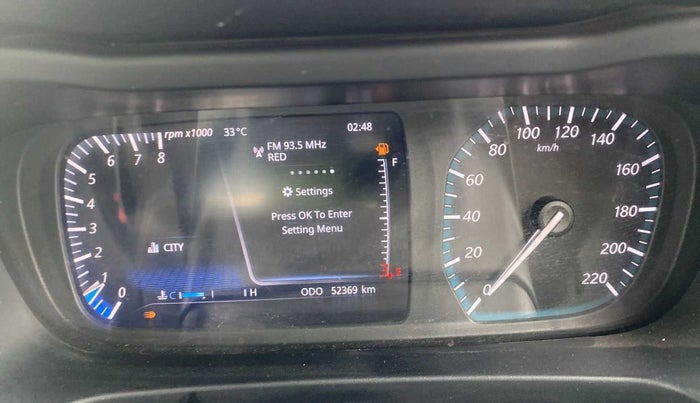 rpm x1000 33°C 02:48
FM 93.5 MHz
RED
Settings
Press OK To Enter
Setting Menu
CITY
F
E
C H ODO 52369 km
0 1 2 3 4 5 6 7 8
0 20 40 60 80 100 120 140 160 180 200 220
km/h